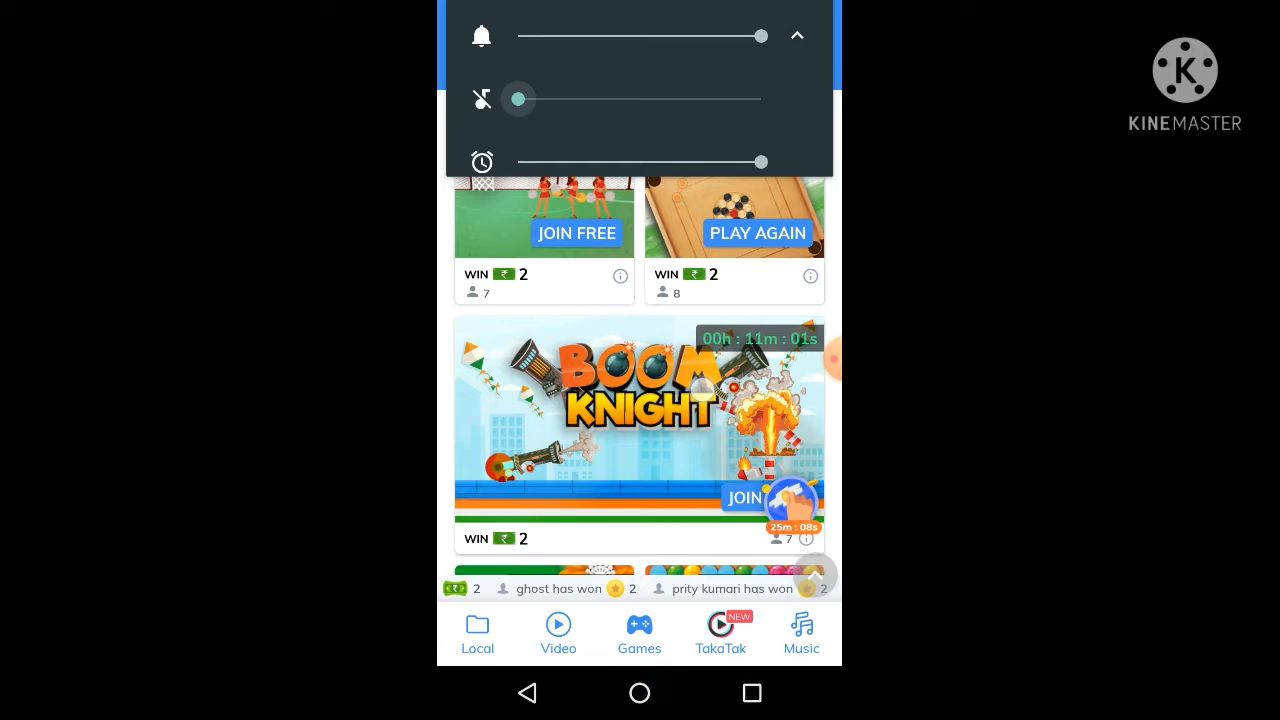 KINEMASTER
JOIN FREE
PLAY AGAIN
WIN ₹ 2
7
WIN ₹ 2
8
00h : 11m : 01s
BOOM
KNIGHT
JOIN
25m : 08s
WIN ₹ 2
7
₹ 2 ghost has won 2 prity kumari has won 2
NEW
Local Video Games TakaTak Music